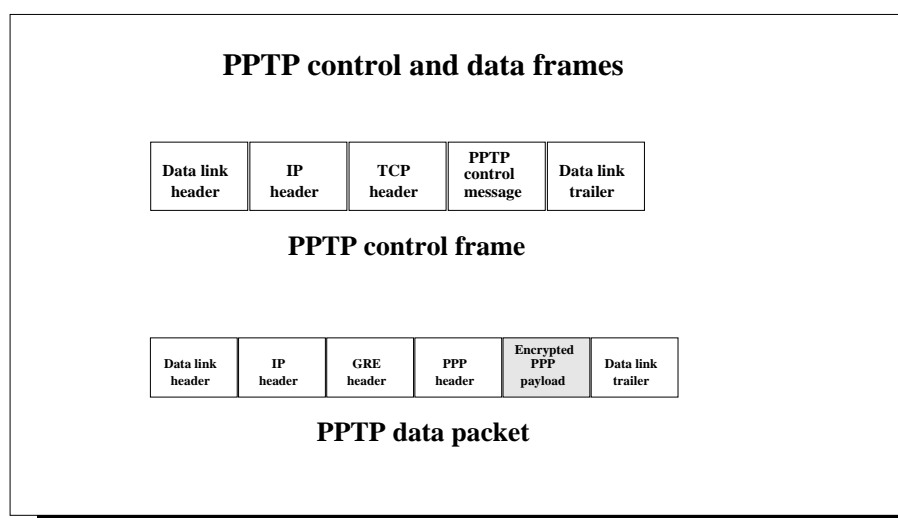 PPTP control and data frames
Data link
header
IP
header
TCP
header
PPTP
control
message
Data link
trailer
PPTP control frame
Data link
header
IP
header
GRE
header
PPP
header
Encrypted
PPP
payload
Data link
trailer
PPTP data packet